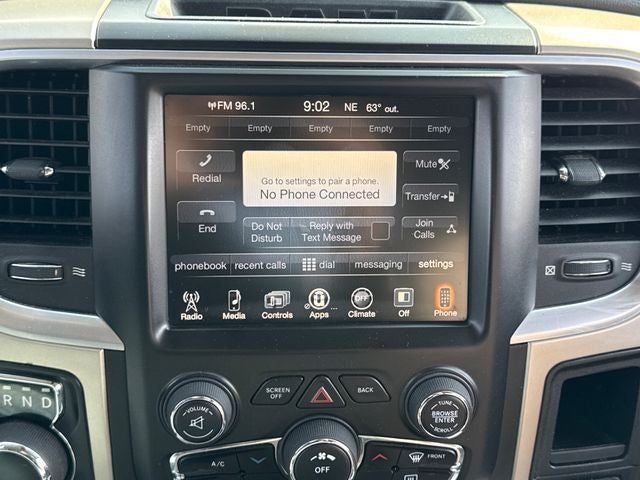 RAM
FM 96.1 9:02 NE 63° out.
Empty Empty Empty Empty Empty
Redial
Go to settings to pair a phone.
No Phone Connected
Mute
Transfer
End
Do Not Disturb
Reply with Text Message
Join Calls
phonebook recent calls dial messaging settings
Radio Media Controls Apps ... OFF Climate Off Phone
VOLUME
SCREEN OFF
BACK
TUNE
BROWSE
ENTER
SCROLL
R N D
A/C
OFF
FRONT